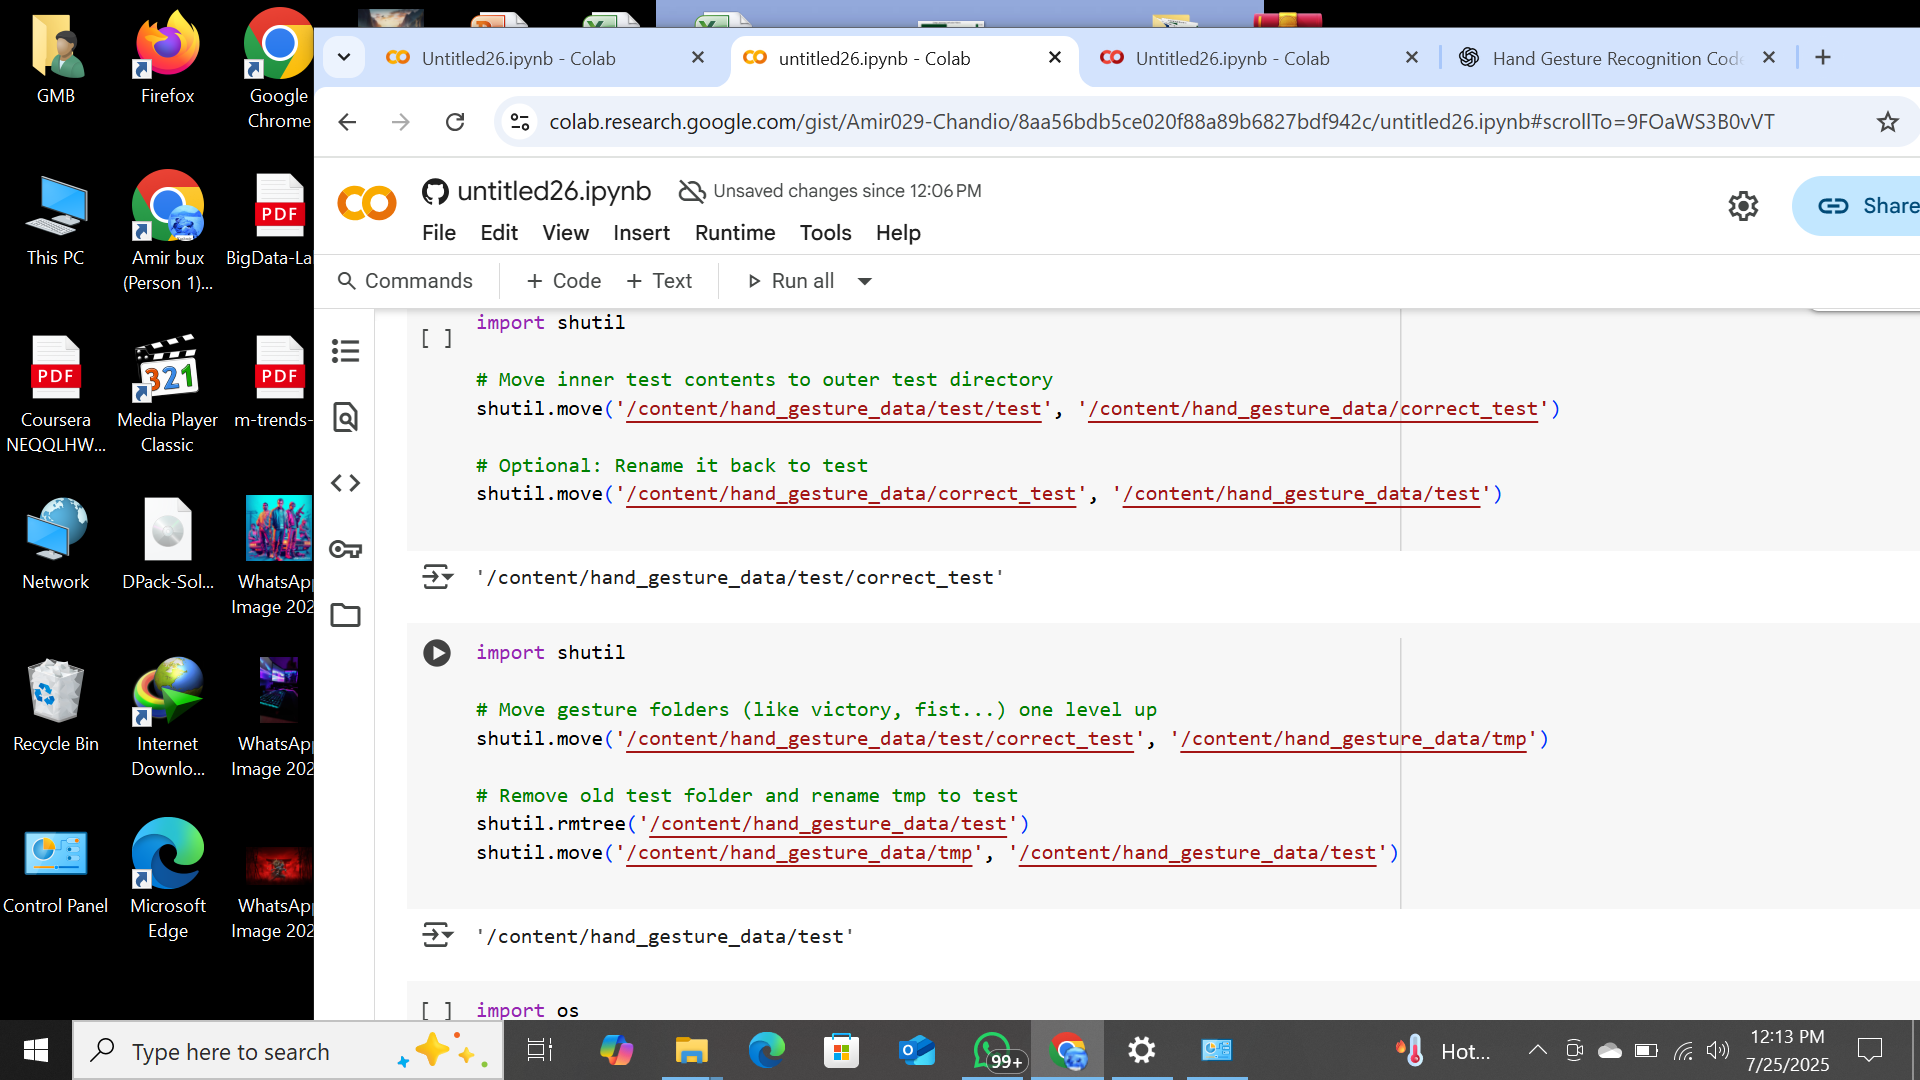 GMB
Firefox
Google
Chrome
This PC
Amir bux
(Person 1)...
PDF
BigData-La
PDF
Coursera
NEQQLHW...
321
Media Player
Classic
PDF
m-trends-
Network
DPack-Sol...
WhatsAp
Image 202
Recycle Bin
Internet
Downlo...
WhatsAp
Image 202
Control Panel
Microsoft
Edge
WhatsAp
Image 202
Untitled26.ipynb - Colab
untitled26.ipynb - Colab
Untitled26.ipynb - Colab
Hand Gesture Recognition Code
colab.research.google.com/gist/Amir029-Chandio/8aa56bdb5ce020f88a89b6827bdf942c/untitled26.ipynb#scrollTo=9FOaWS3B0vVT
untitled26.ipynb
Unsaved changes since 12:06 PM
File Edit View Insert Runtime Tools Help
Share
Commands + Code + Text Run all
[ ] import shutil
# Move inner test contents to outer test directory
shutil.move('/content/hand_gesture_data/test/test', '/content/hand_gesture_data/correct_test')
# Optional: Rename it back to test
shutil.move('/content/hand_gesture_data/correct_test', '/content/hand_gesture_data/test')
'/content/hand_gesture_data/test/correct_test'
import shutil
# Move gesture folders (like victory, fist...) one level up
shutil.move('/content/hand_gesture_data/test/correct_test', '/content/hand_gesture_data/tmp')
# Remove old test folder and rename tmp to test
shutil.rmtree('/content/hand_gesture_data/test')
shutil.move('/content/hand_gesture_data/tmp', '/content/hand_gesture_data/test')
'/content/hand_gesture_data/test'
[ ] import os
Type here to search
99+
Hot...
12:13 PM
7/25/2025